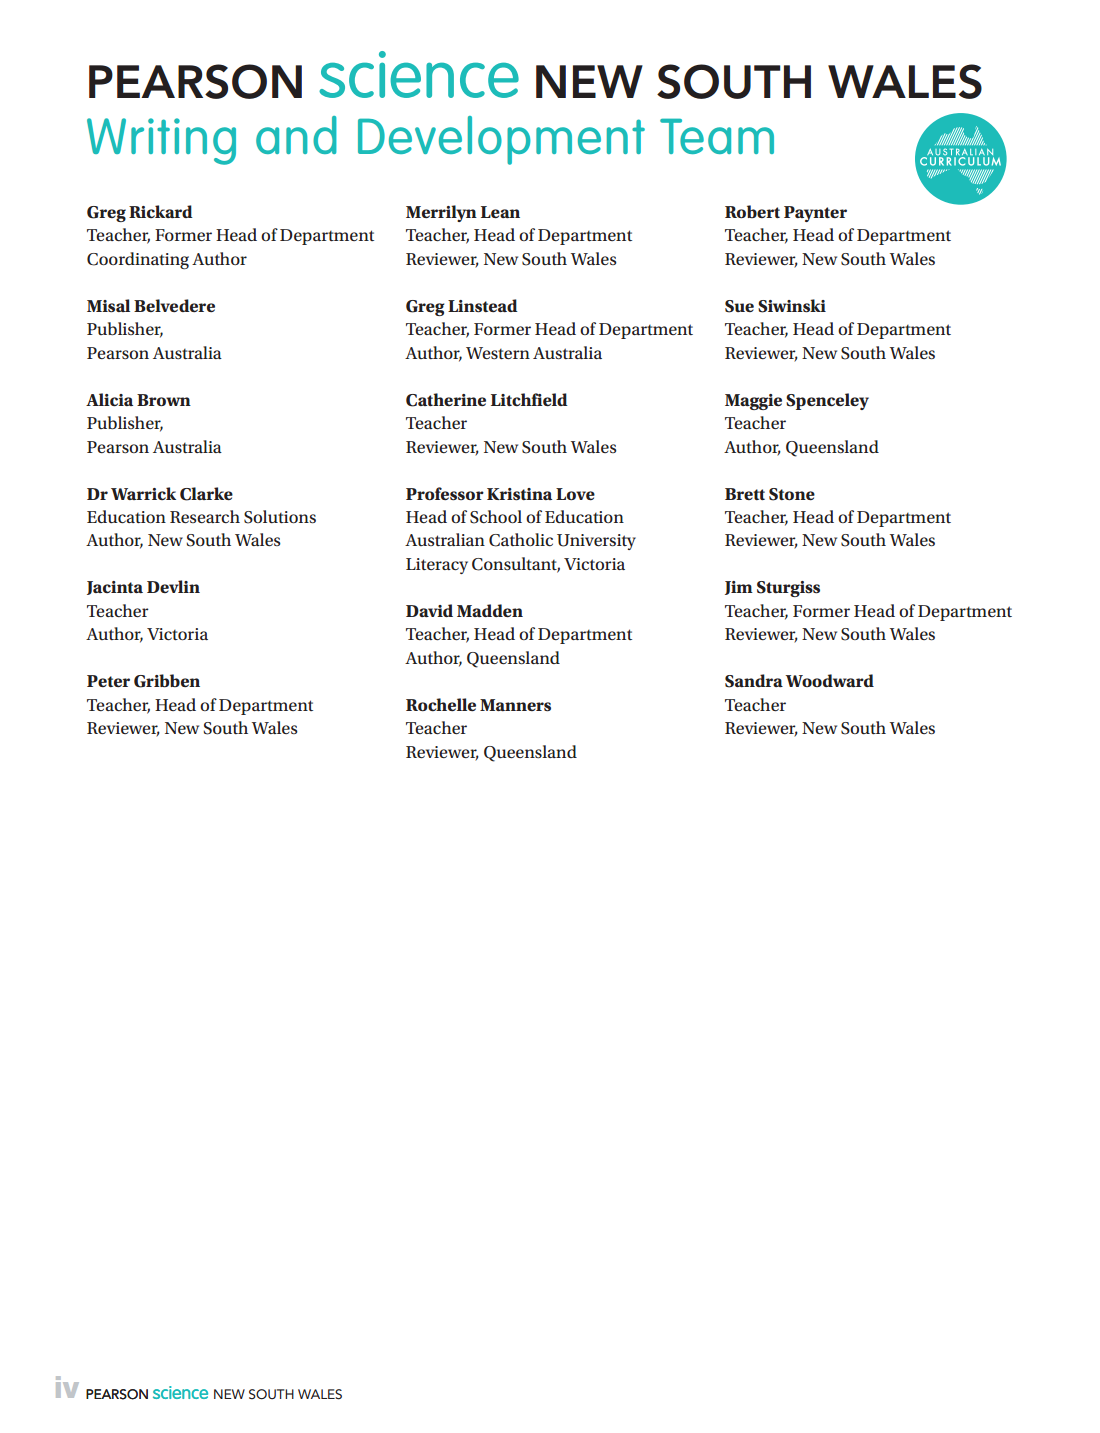 PEARSON science NEW SOUTH WALES
Writing and Development Team
AUSTRALIAN
CURRICULUM
Greg Rickard
Teacher, Former Head of Department
Coordinating Author
Misal Belvedere
Publisher,
Pearson Australia
Alicia Brown
Publisher,
Pearson Australia
Dr Warrick Clarke
Education Research Solutions
Author, New South Wales
Jacinta Devlin
Teacher
Author, Victoria
Peter Gribben
Teacher, Head of Department
Reviewer, New South Wales
Merrilyn Lean
Teacher, Head of Department
Reviewer, New South Wales
Greg Linstead
Teacher, Former Head of Department
Author, Western Australia
Catherine Litchfield
Teacher
Reviewer, New South Wales
Professor Kristina Love
Head of School of Education
Australian Catholic University
Literacy Consultant, Victoria
David Madden
Teacher, Head of Department
Author, Queensland
Rochelle Manners
Teacher
Reviewer, Queensland
Robert Paynter
Teacher, Head of Department
Reviewer, New South Wales
Sue Siwinski
Teacher, Head of Department
Reviewer, New South Wales
Maggie Spenceley
Teacher
Author, Queensland
Brett Stone
Teacher, Head of Department
Reviewer, New South Wales
Jim Sturgiss
Teacher, Former Head of Department
Reviewer, New South Wales
Sandra Woodward
Teacher
Reviewer, New South Wales
iv PEARSON science NEW SOUTH WALES